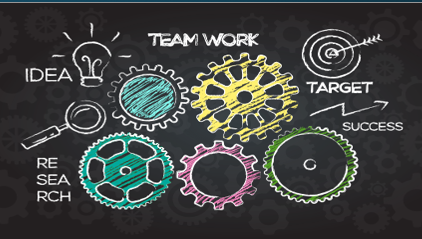 TEAM WORK
IDEA
TARGET
SUCCESS
RE
SEA
RCH